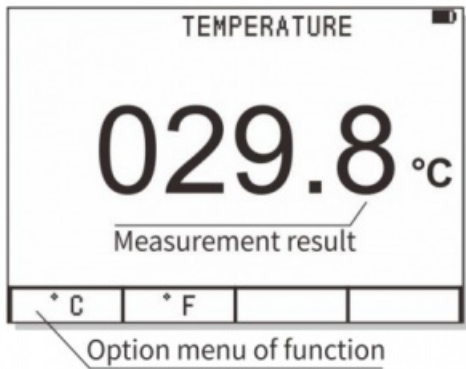 TEMPERATURE
029.8 °C
Measurement result
°C °F
Option menu of function